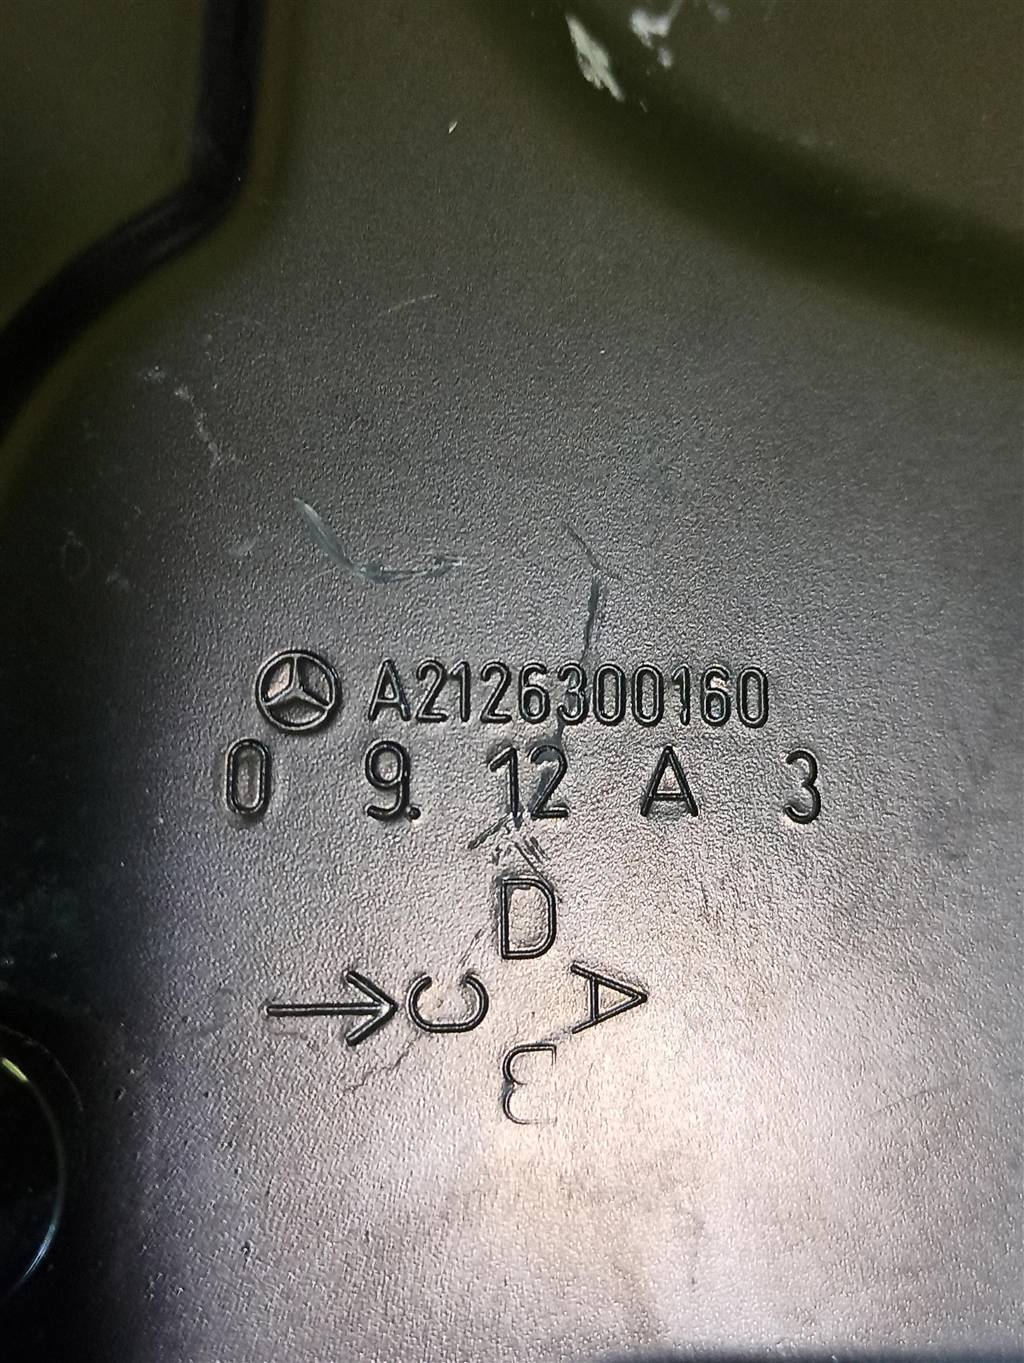 A2126300160
0 9. 12 A 3
D
→ C A
B